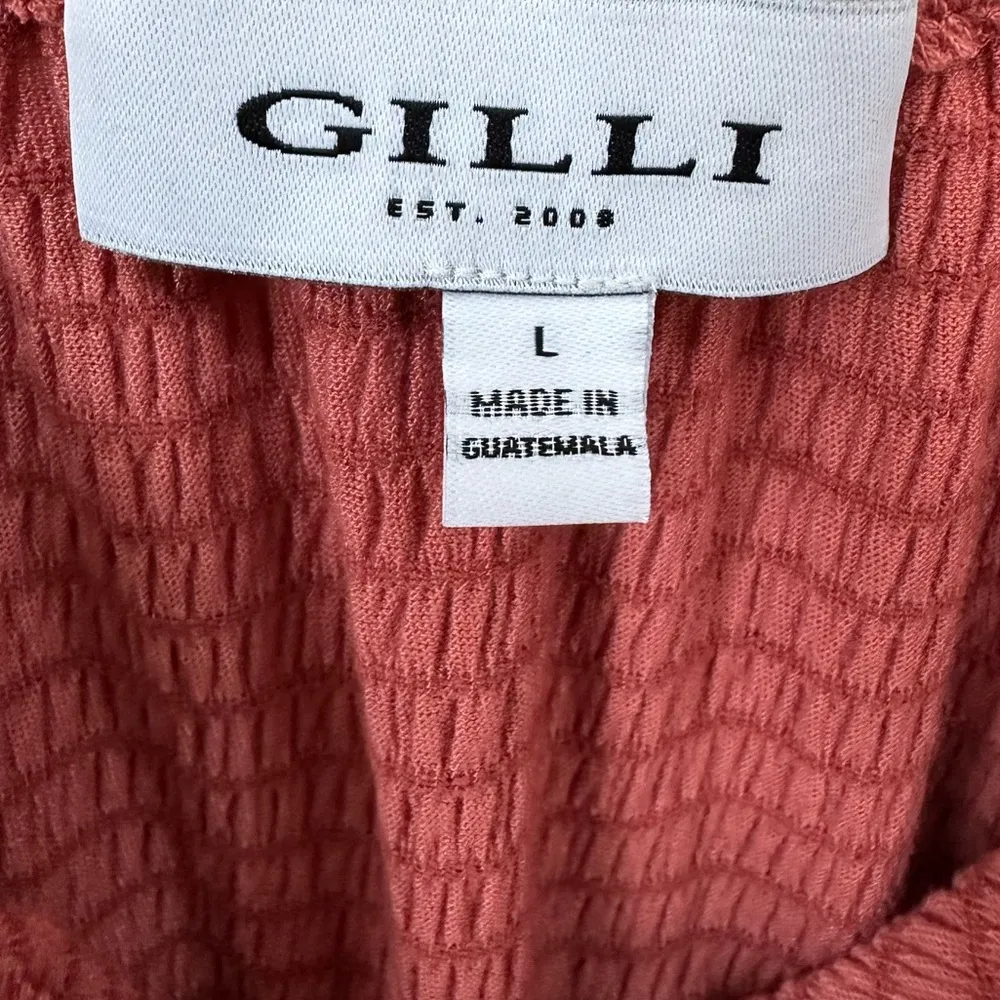 GILLI
EST. 2008
L
MADE IN
GUATEMALA